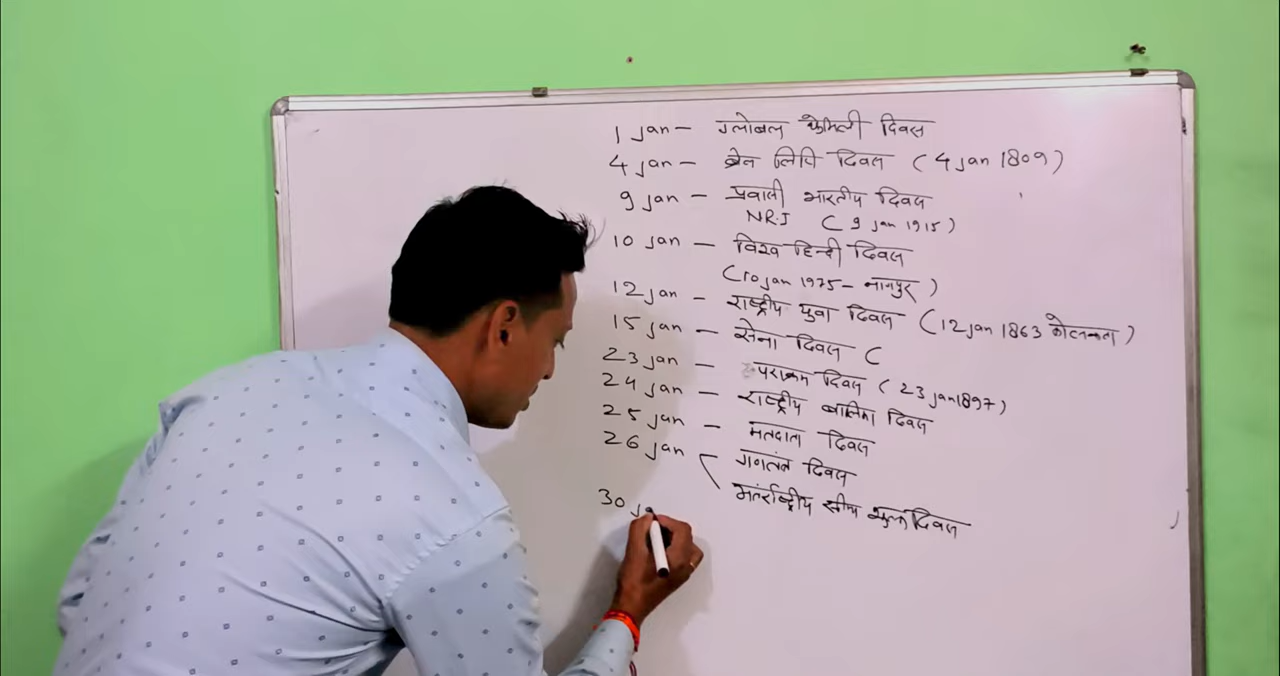 1 Jan - ग्लोबल फैमिली दिवस
4 Jan - ब्रेल लिपि दिवस (4 Jan 1809)
9 Jan - प्रवासी भारतीय दिवस
N.R.I (9 Jan 1915)
10 Jan - विश्व हिन्दी दिवस
(10 Jan 1975 - नागपुर)
12 Jan - राष्ट्रीय युवा दिवस (12 Jan 1863 कोलकता)
15 Jan - सेना दिवस (
23 Jan - पराक्रम दिवस (23 Jan 1897)
24 Jan - राष्ट्रीय बालिका दिवस
25 Jan - मतदाता दिवस
26 Jan गणतंत्र दिवस
अतंर्राष्ट्रीय सीमा शुल्क दिवस
30 Ja